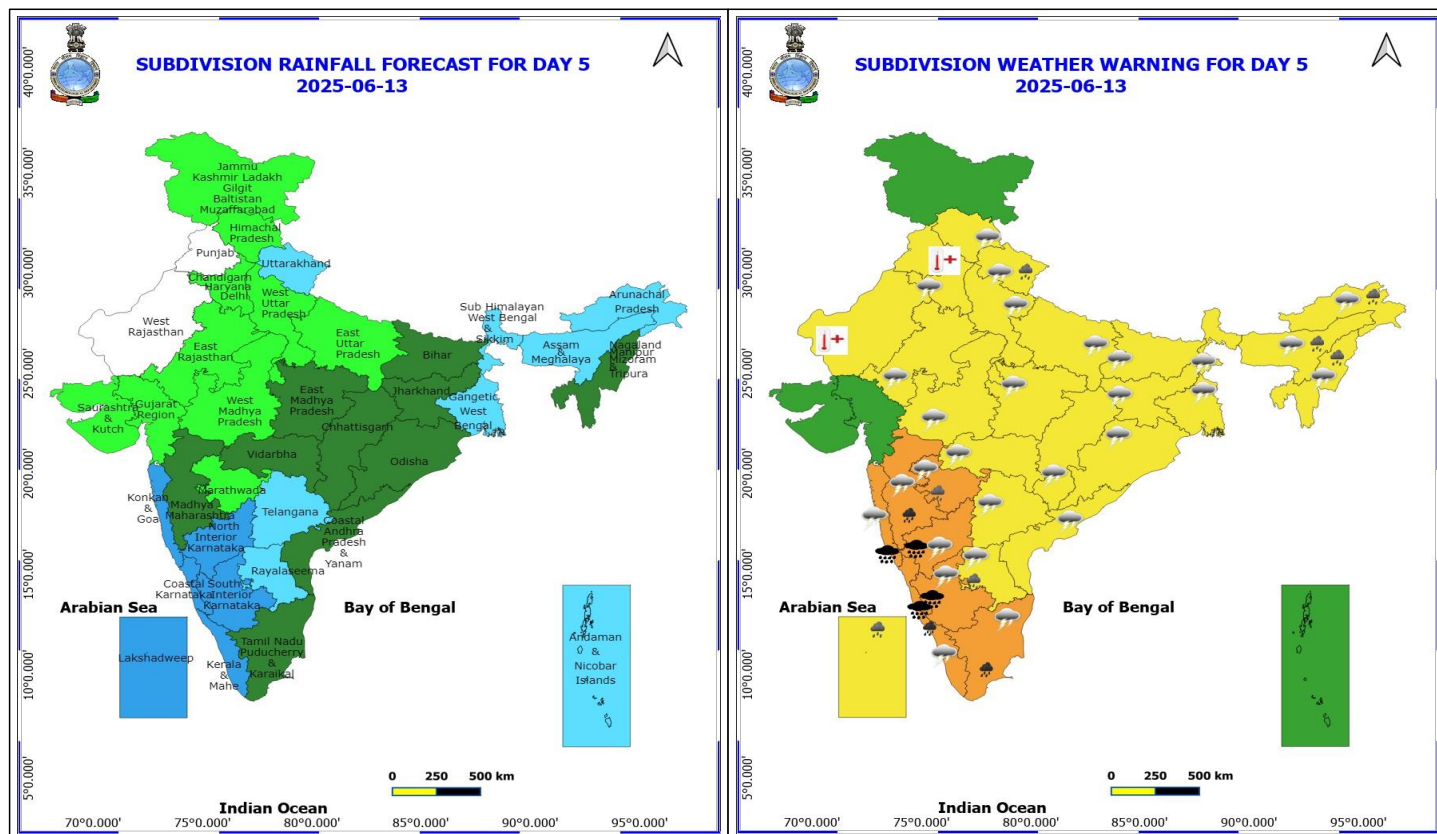 SUBDIVISION RAINFALL FORECAST FOR DAY 5
2025-06-13
Jammu
Kashmir Ladakh
Gilgit
Baltistan
Muzaffarabad
Himachal
Pradesh
Punjab
Uttarakhand
Chandigarh
Haryana
Delhi
West
Uttar
Pradesh
West
Rajasthan
East
Rajasthan
East
Uttar
Pradesh
Bihar
Sub Himalayan
West Bengal
&
Sikkim
Arunachal
Pradesh
Assam
&
Meghalaya
Nagaland
Manipur
Mizoram
&
Tripura
Saurashtra
&
Kutch
Gujarat
Region
West
Madhya
Pradesh
East
Madhya
Pradesh
Jharkhand
Gangetic
West
Bengal
Chhattisgarh
Vidarbha
Odisha
Konkan
&
Goa
Madhya
Maharashtra
Marathwada
Telangana
North
Interior
Karnataka
Coastal
Andhra
Pradesh
&
Yanam
Rayalaseema
Coastal
Karnataka
South
Interior
Karnataka
Arabian Sea
Bay of Bengal
Lakshadweep
Kerala
&
Mahe
Tamil Nadu
Puducherry
&
Karaikal
Andaman
&
Nicobar
Islands
0 250 500 km
Indian Ocean
40°0.000'
35°0.000'
30°0.000'
25°0.000'
20°0.000'
15°0.000'
10°0.000'
5°0.000'
70°0.000' 75°0.000' 80°0.000' 85°0.000' 90°0.000' 95°0.000'
SUBDIVISION WEATHER WARNING FOR DAY 5
2025-06-13
Arabian Sea
Bay of Bengal
0 250 500 km
Indian Ocean
40°0.000'
35°0.000'
30°0.000'
25°0.000'
20°0.000'
15°0.000'
10°0.000'
5°0.000'
70°0.000' 75°0.000' 80°0.000' 85°0.000' 90°0.000' 95°0.000'